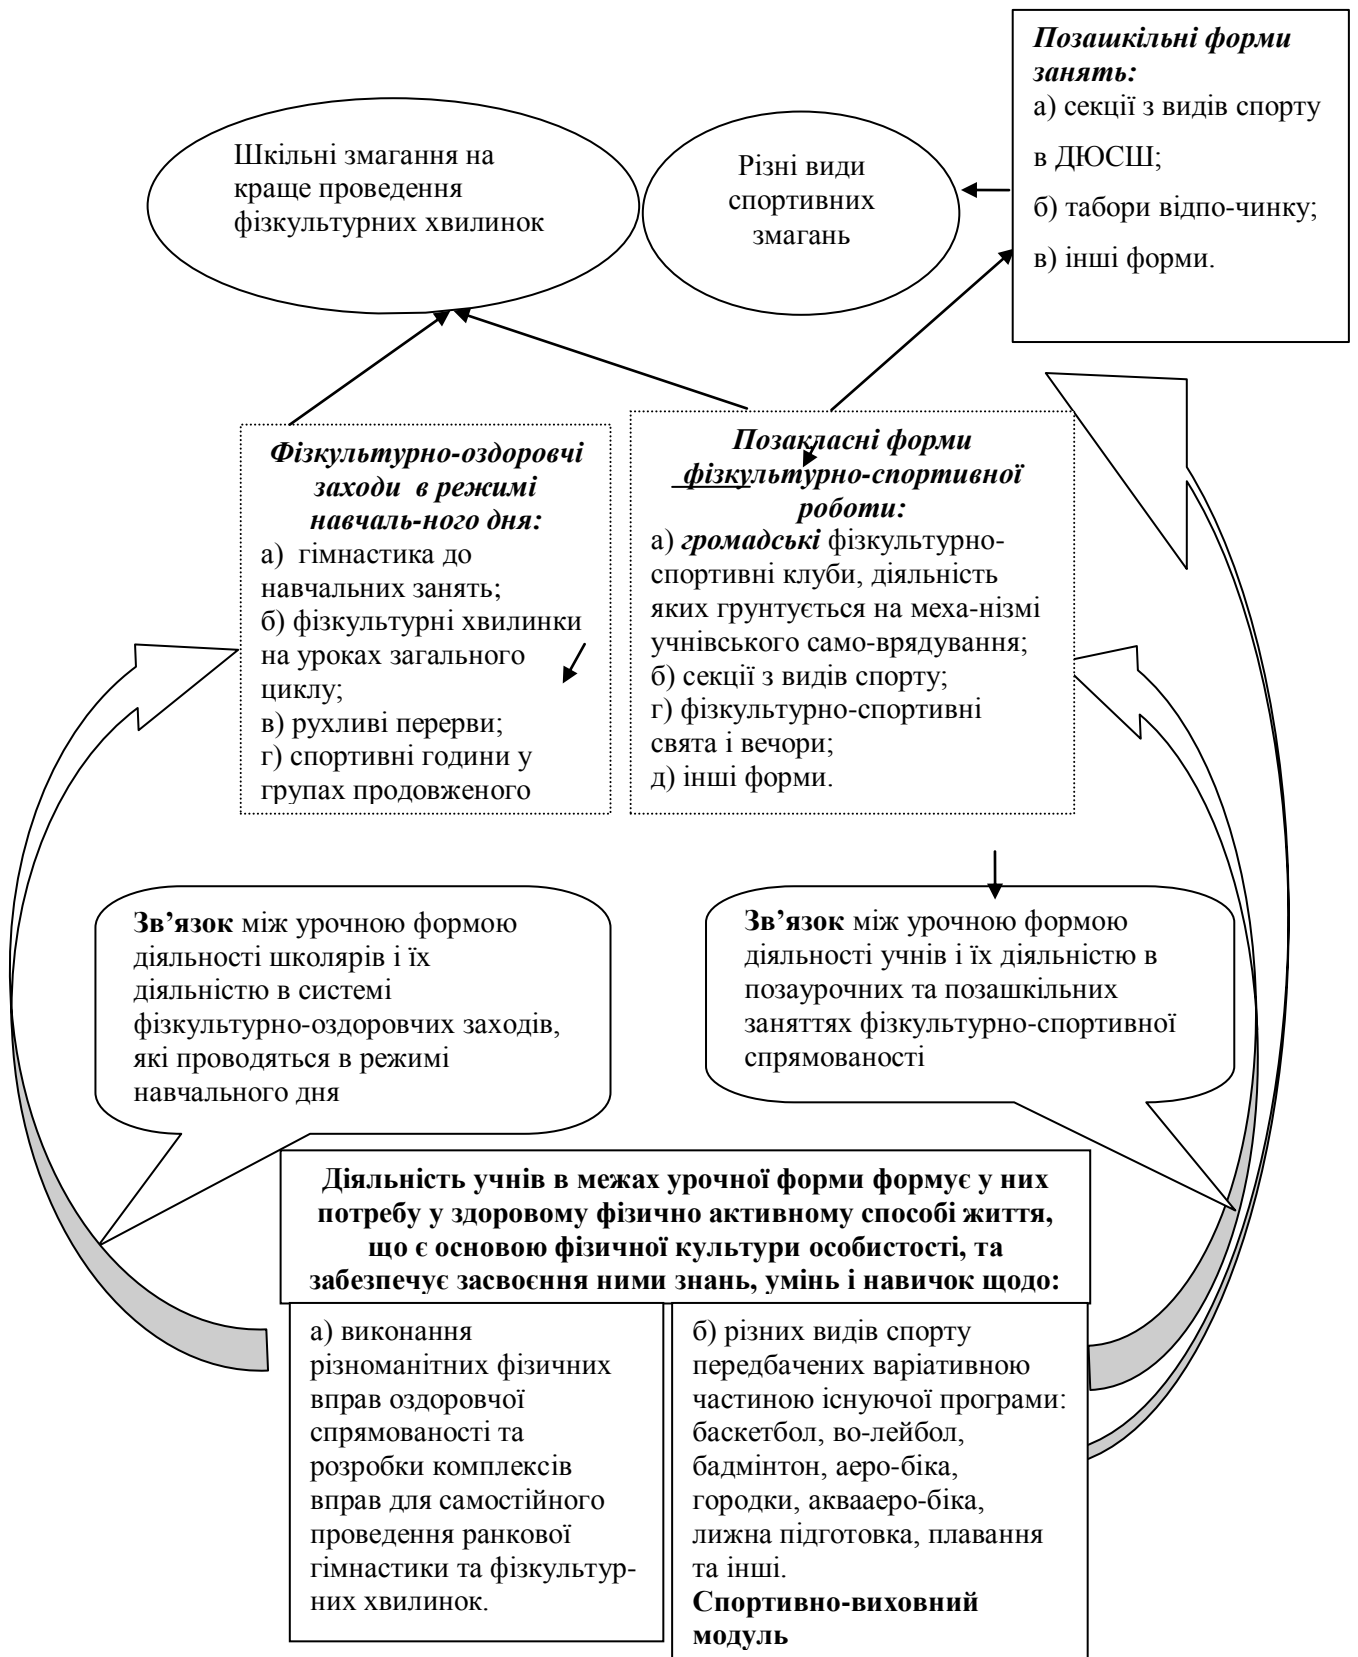 Позашкільні форми
занять:
а) секції з видів спорту
в ДЮСШ;
б) табори відпо-чинку;
в) інші форми.
Шкільні змагання на
краще проведення
фізкультурних хвилинок
Різні види
спортивних
змагань
Фізкультурно-оздоровчі
заходи в режимі
навчаль-ного дня:
а) гімнастика до
навчальних занять;
б) фізкультурні хвилинки
на уроках загального
циклу;
в) рухливі перерви;
г) спортивні години у
групах продовженого
Позакласні форми
фізкультурно-спортивної
роботи:
а) громадські фізкультурно-
спортивні клуби, діяльність
яких грунтується на меха-нізмі
учнівського само-врядування;
б) секції з видів спорту;
г) фізкультурно-спортивні
свята і вечори;
д) інші форми.
Зв’язок між урочною формою
діяльності школярів і їх
діяльністю в системі
фізкультурно-оздоровчих заходів,
які проводяться в режимі
навчального дня
Зв’язок між урочною формою
діяльності учнів і їх діяльністю в
позаурочних та позашкільних
заняттях фізкультурно-спортивної
спрямованості
Діяльність учнів в межах урочної форми формує у них
потребу у здоровому фізично активному способі життя,
що є основою фізичної культури особистості, та
забезпечує засвоєння ними знань, умінь і навичок щодо:
а) виконання
різноманітних фізичних
вправ оздоровчої
спрямованості та
розробки комплексів
вправ для самостійного
проведення ранкової
гімнастики та фізкультур-
них хвилинок.
б) різних видів спорту
передбачених варіативною
частиною існуючої програми:
баскетбол, во-лейбол,
бадмінтон, аеро-біка,
городки, аквааеро-біка,
лижна підготовка, плавання
та інші.
Спортивно-виховний
модуль